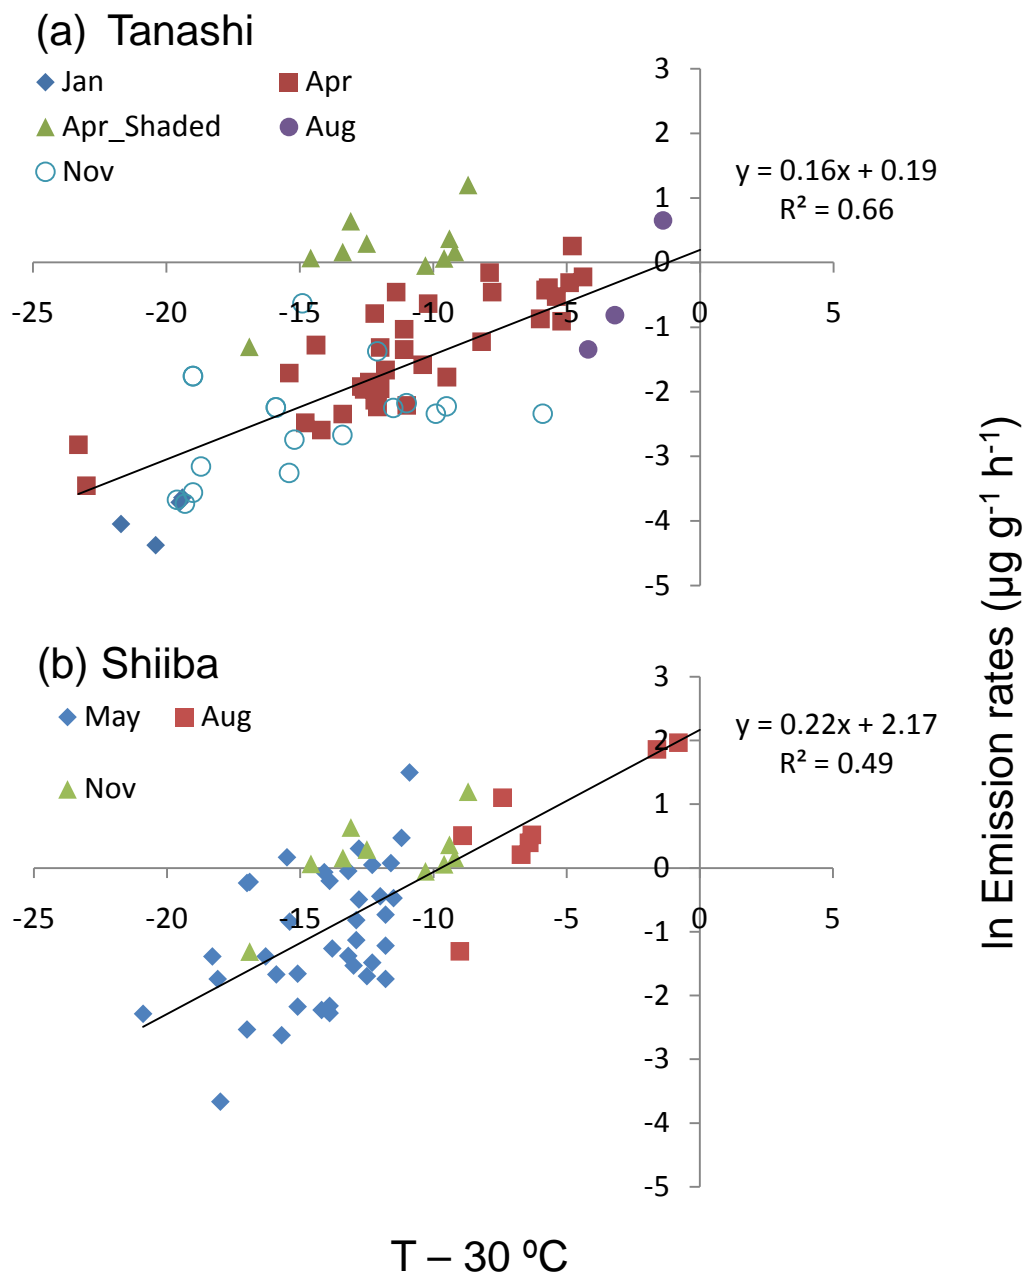 (a) Tanashi
Jan
Apr
Apr_Shaded
Aug
Nov
3
2
1
0
-1
-2
-3
-4
-5
-25
-20
-15
-10
-5
0
5
y = 0.16x + 0.19
R² = 0.66
(b) Shiiba
May
Aug
Nov
3
2
1
0
-1
-2
-3
-4
-5
-25
-20
-15
-10
-5
0
5
y = 0.22x + 2.17
R² = 0.49
ln Emission rates (μg g⁻¹ h⁻¹)
T – 30 ºC